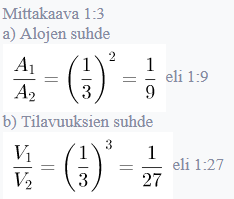 Mittakaava 1:3
a) Alojen suhde
A₁/A₂ = (1/3)² = 1/9 eli 1:9
b) Tilavuuksien suhde
V₁/V₂ = (1/3)³ = 1/27 eli 1:27